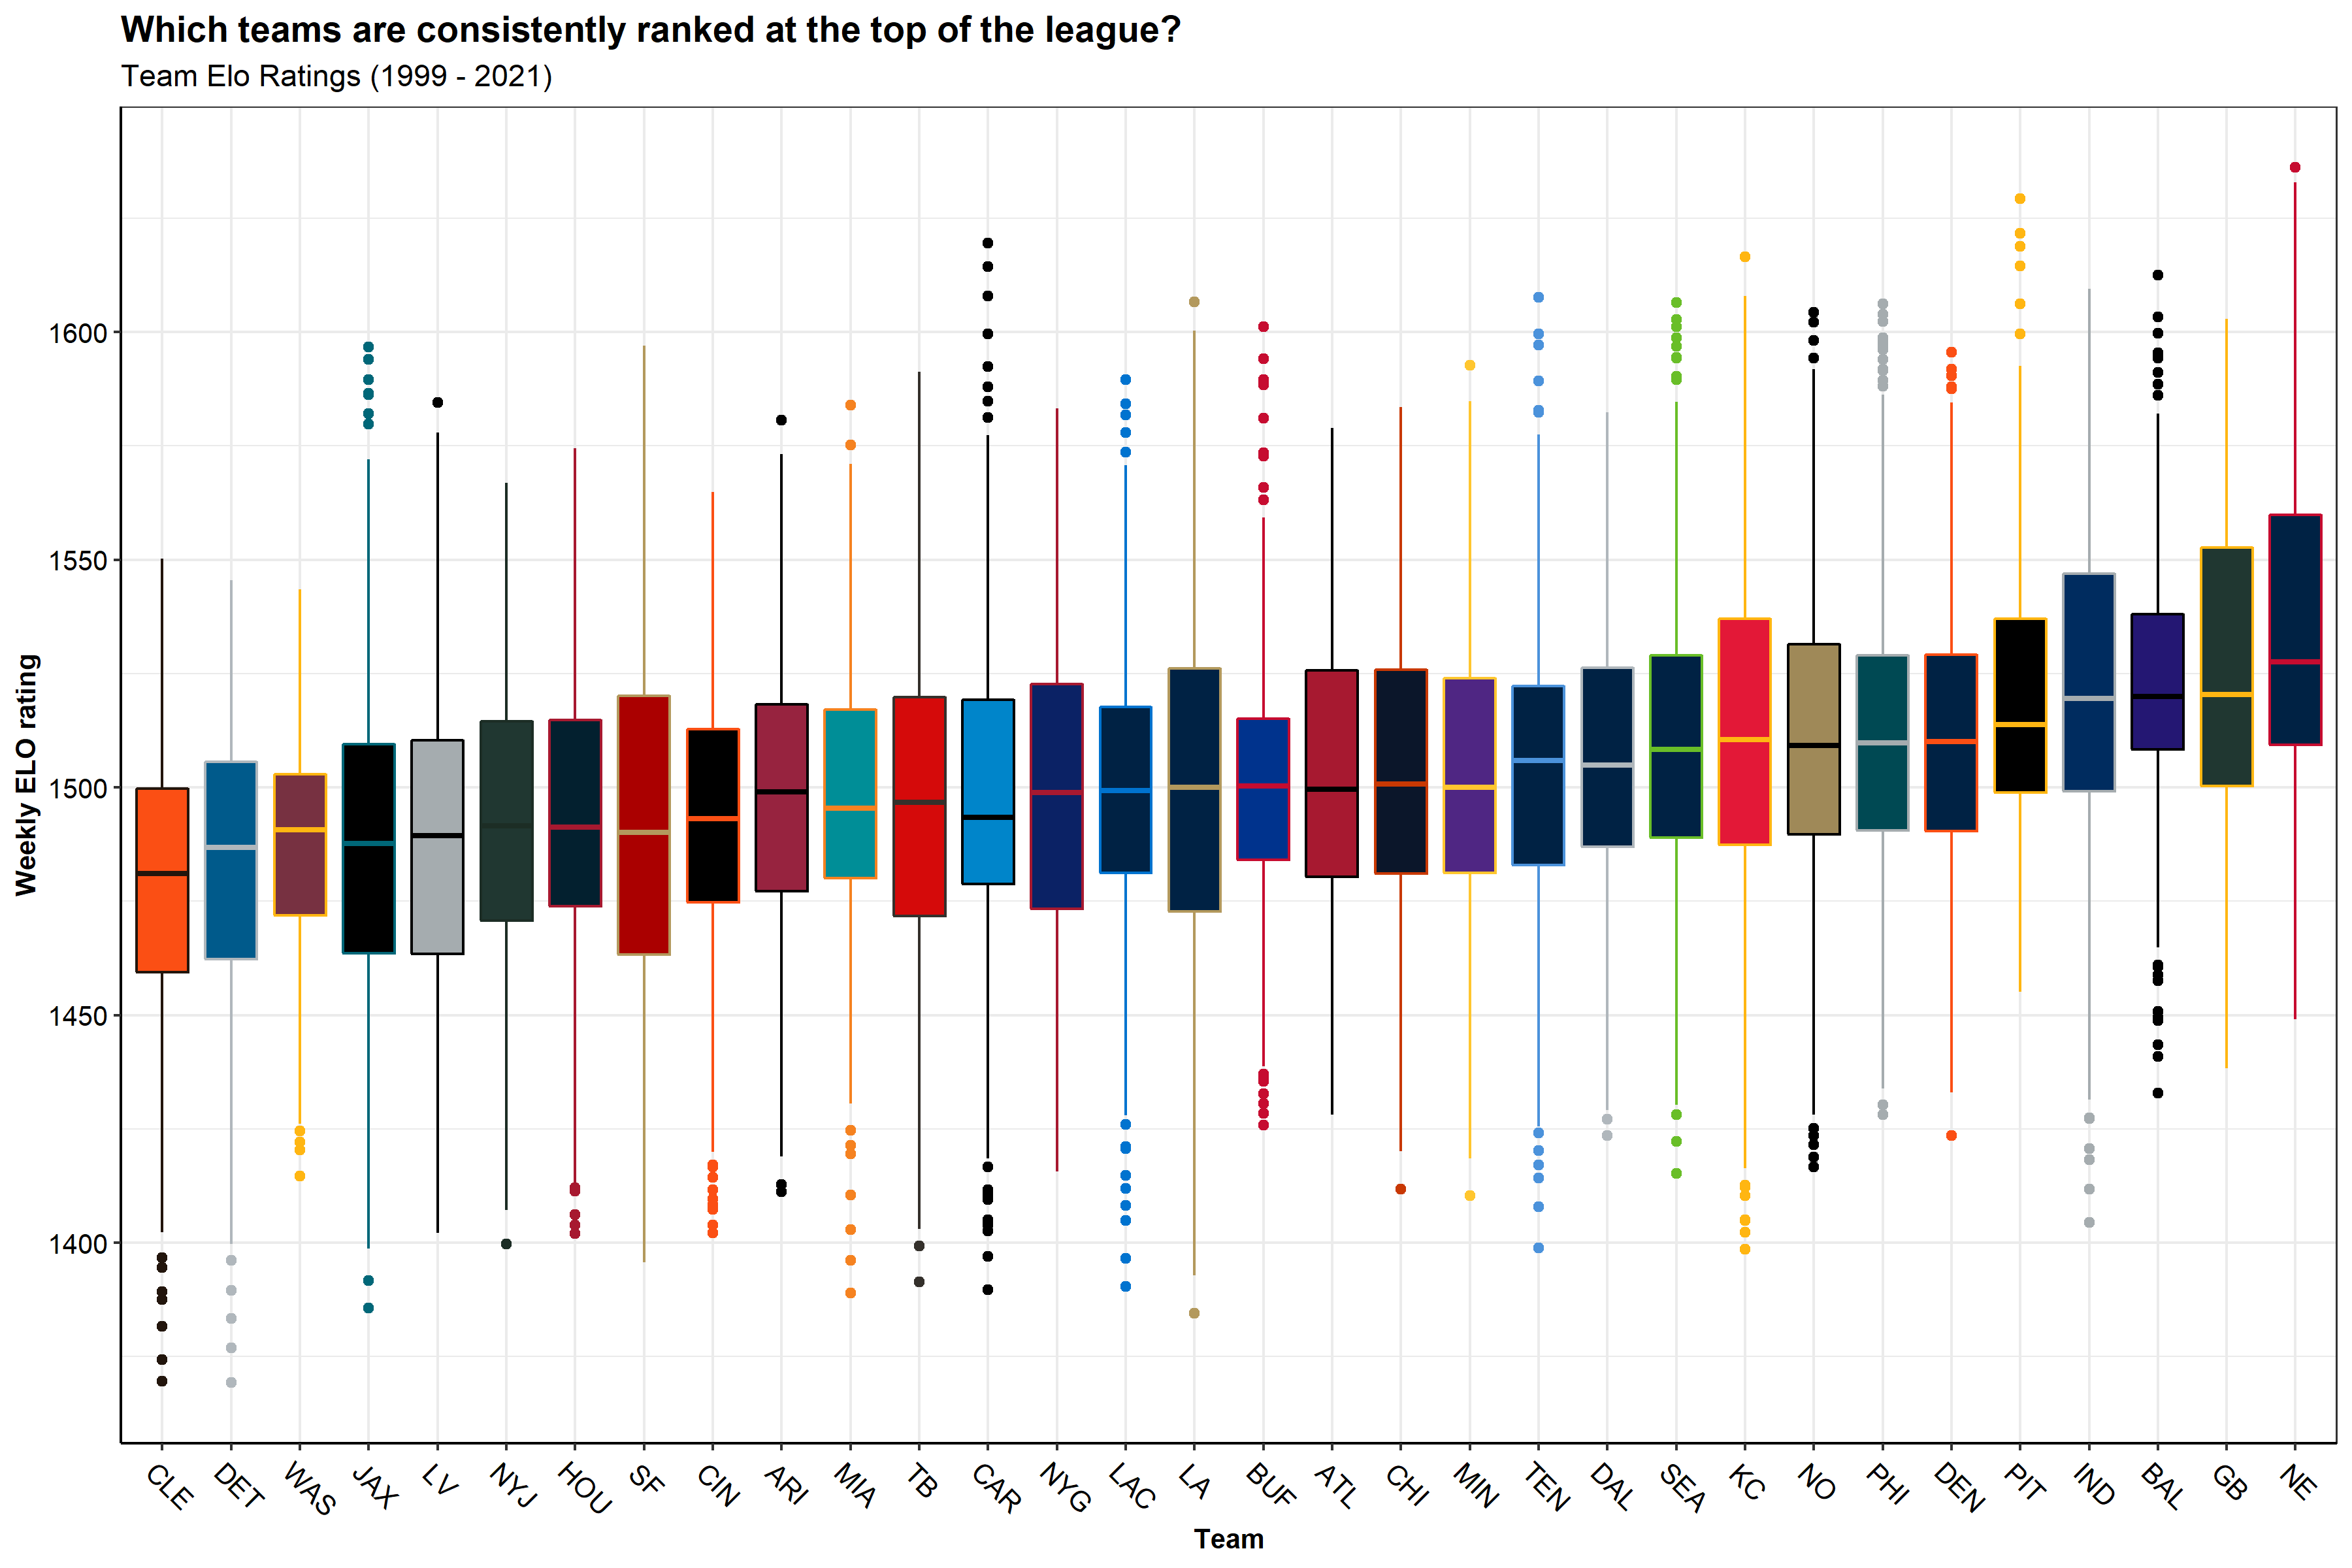 Which teams are consistently ranked at the top of the league?
Team Elo Ratings (1999 - 2021)
Weekly ELO rating
1600
1550
1500
1450
1400
CLE DET WAS JAX LV NYJ HOU SF CIN ARI MIA TB CAR NYG LAC LA BUF ATL CHI MIN TEN DAL SEA KC NO PHI DEN PIT IND BAL GB NE
Team